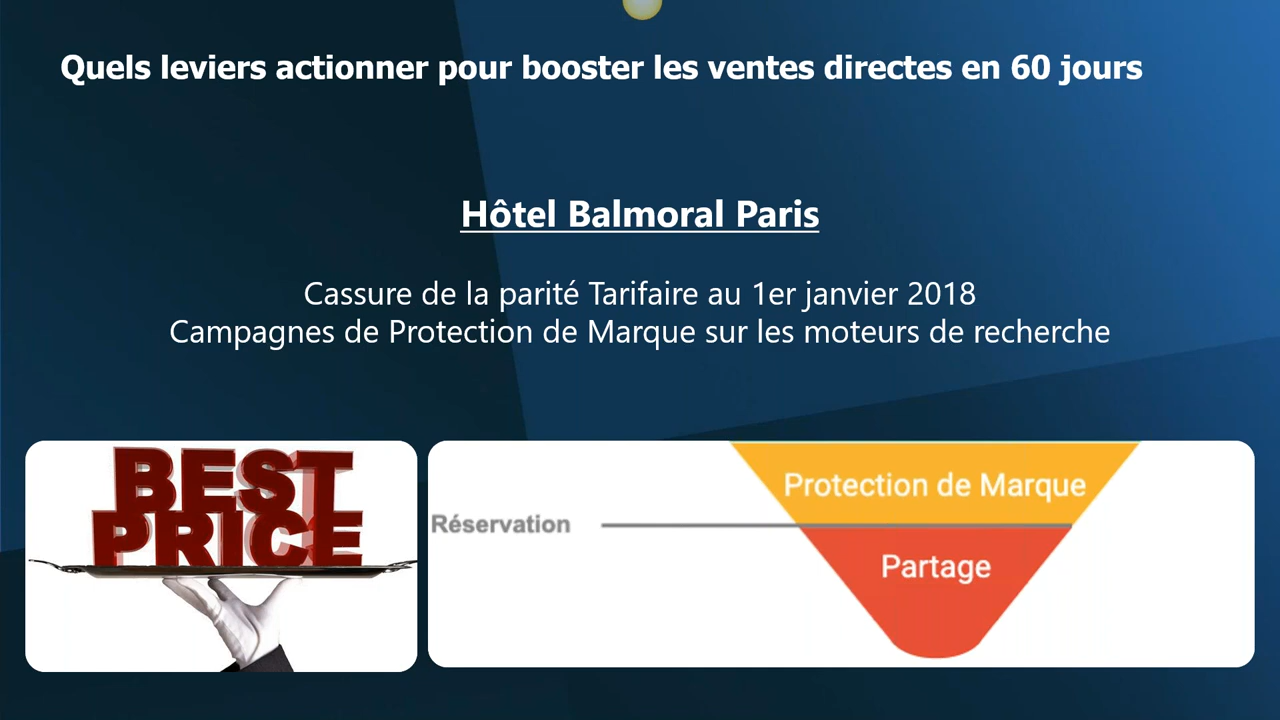 Quels leviers actionner pour booster les ventes directes en 60 jours
Hôtel Balmoral Paris
Cassure de la parité Tarifaire au 1er janvier 2018
Campagnes de Protection de Marque sur les moteurs de recherche
BEST
PRICE
Protection de Marque
Réservation
Partage